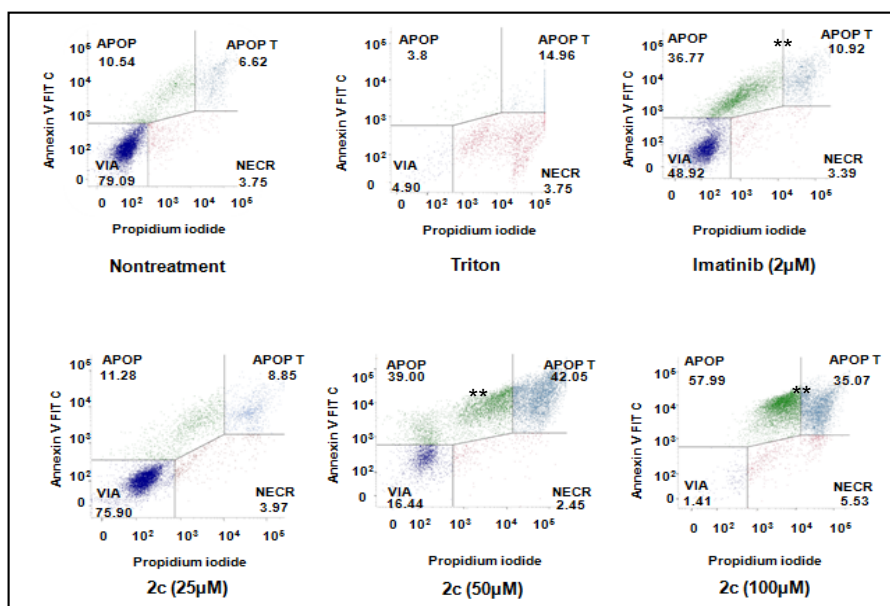 APOP
10.54
APOP T
6.62
Annexin V FIT C
10⁵
10⁴
10³
10²
0
VIA
79.09
NECR
3.75
0 10² 10³ 10⁴ 10⁵
Propidium iodide
Nontreatment
APOP
3.8
APOP T
14.96
Annexin V FIT C
10⁵
10⁴
10³
10²
0
VIA
4.90
NECR
3.75
0 10² 10³ 10⁴ 10⁵
Propidium iodide
Triton
APOP
36.77
**
APOP T
10.92
Annexin V FIT C
10⁵
10⁴
10³
10²
0
VIA
48.92
NECR
3.39
0 10² 10³ 10⁴ 10⁵
Propidium iodide
Imatinib (2µM)
APOP
11.28
APOP T
8.85
Annexin V FIT C
10⁵
10⁴
10³
10²
0
VIA
75.90
NECR
3.97
0 10² 10³ 10⁴ 10⁵
Propidium iodide
2c (25µM)
APOP
39.00
**
APOP T
42.05
Annexin V FIT C
10⁵
10⁴
10³
10²
0
VIA
16.44
NECR
2.45
0 10² 10³ 10⁴ 10⁵
Propidium iodide
2c (50µM)
APOP
57.99
**
APOP T
35.07
Annexin V FIT C
10⁵
10⁴
10³
10²
0
VIA
1.41
NECR
5.53
0 10² 10³ 10⁴ 10⁵
Propidium iodide
2c (100µM)